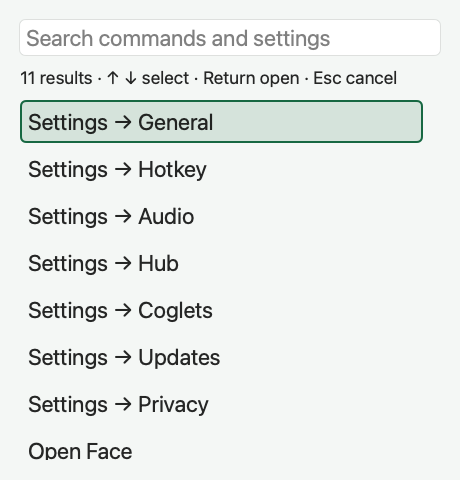 Search commands and settings
11 results · ↑ ↓ select · Return open · Esc cancel
Settings → General
Settings → Hotkey
Settings → Audio
Settings → Hub
Settings → Coglets
Settings → Updates
Settings → Privacy
Open Face